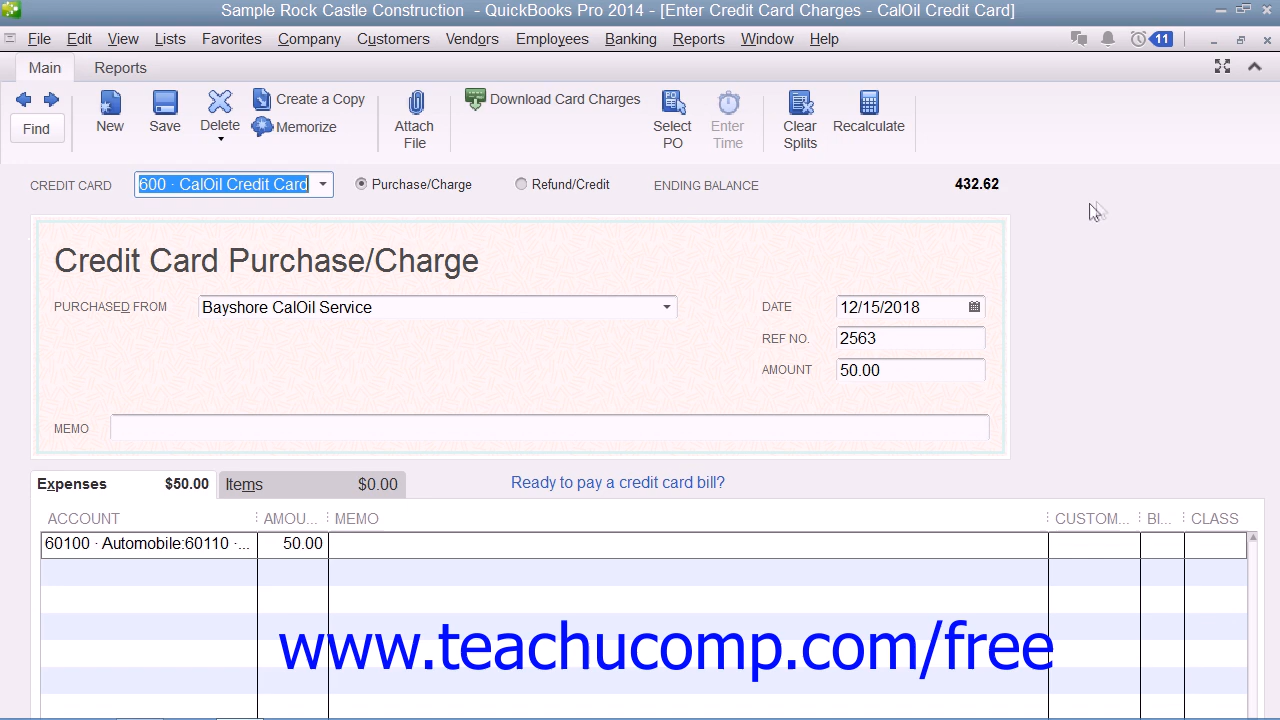 Sample Rock Castle Construction - QuickBooks Pro 2014 - [Enter Credit Card Charges - CalOil Credit Card]
File Edit View Lists Favorites Company Customers Vendors Employees Banking Reports Window Help 11
Main Reports
Find New Save Delete Create a Copy Memorize Attach File Download Card Charges Select PO Enter Time Clear Splits Recalculate
CREDIT CARD 600 · CalOil Credit Card Purchase/Charge Refund/Credit ENDING BALANCE 432.62
Credit Card Purchase/Charge
PURCHASED FROM Bayshore CalOil Service DATE 12/15/2018
REF NO. 2563
AMOUNT 50.00
MEMO
Expenses $50.00 Items $0.00 Ready to pay a credit card bill?
ACCOUNT AMOU... MEMO CUSTOM... BI... CLASS
60100 · Automobile:60110 ·... 50.00
www.teachucomp.com/free